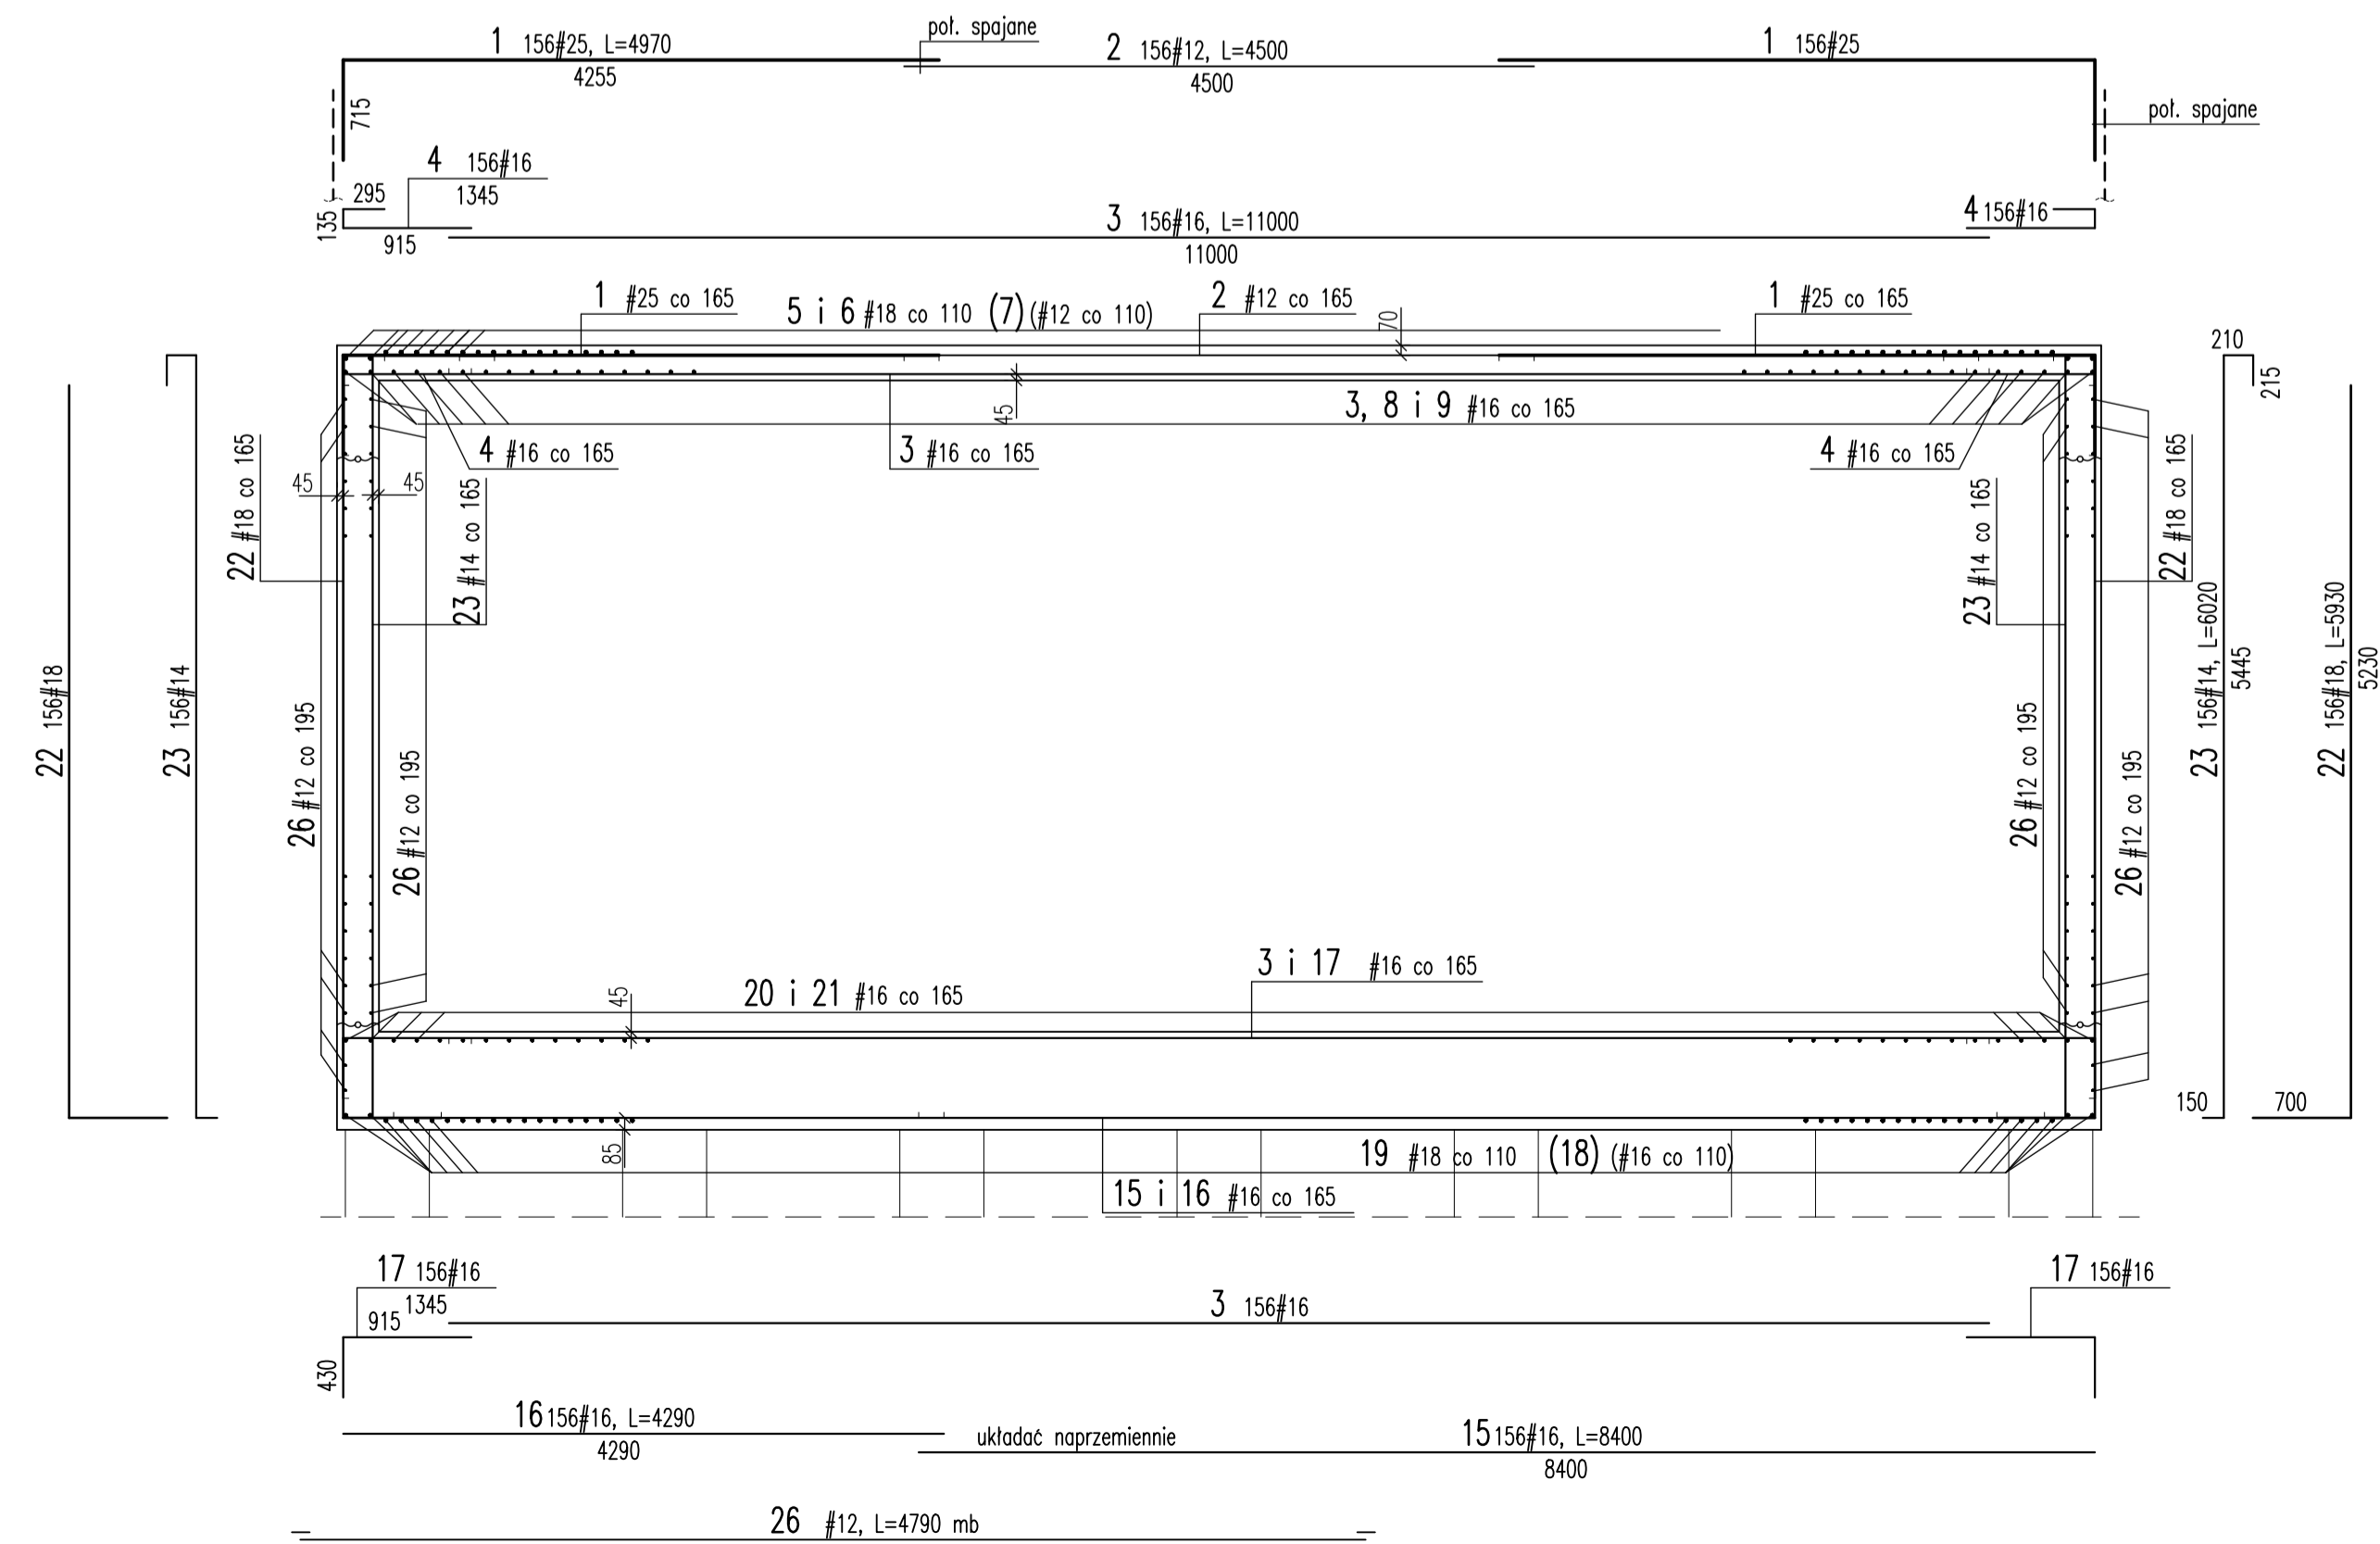 1 156#25, L=4970
4255
poł. spajane
2 156#12, L=4500
4500
1 156#25
715
poł. spajane
4 156#16
1345
295
135
915
3 156#16, L=11000
11000
4 156#16
1 #25 co 165
5 i 6 #18 co 110 (7) (#12 co 110)
2 #12 co 165
70
1 #25 co 165
210
215
45
3, 8 i 9 #16 co 165
4 #16 co 165
3 #16 co 165
4 #16 co 165
45
45
22 #18 co 165
23 #14 co 165
23 #14 co 165
22 #18 co 165
22 156#18
23 156#14
26 #12 co 195
26 #12 co 195
26 #12 co 195
26 #12 co 195
23 156#14, L=6020
5445
22 156#18, L=5930
5230
3 i 17 #16 co 165
20 i 21 #16 co 165
45
150
700
85
19 #18 co 110 (18) (#16 co 110)
15 i 16 #16 co 165
17 156#16
1345
915
430
3 156#16
17 156#16
16 156#16, L=4290
4290
układać naprzemiennie
15 156#16, L=8400
8400
26 #12, L=4790 mb